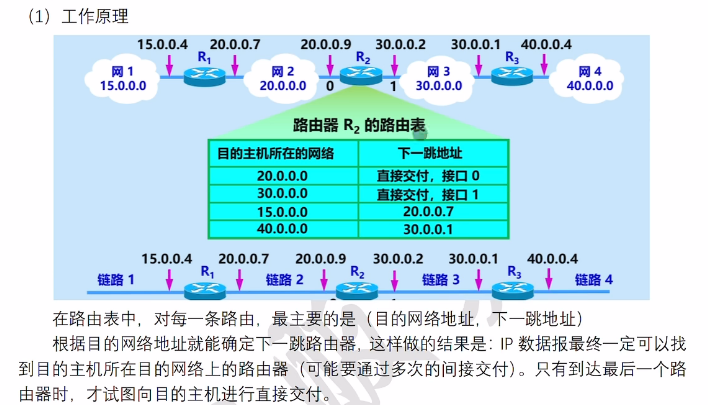 （1）工作原理
15.0.0.4 20.0.0.7 20.0.0.9 30.0.0.2 30.0.0.1 40.0.0.4
R1 R2 R3
网 1 网 2 网 3 网 4
15.0.0.0 20.0.0.0 0 1 30.0.0.0 40.0.0.0
路由器 R2 的路由表
目的主机所在的网络 下一跳地址
20.0.0.0 直接交付，接口 0
30.0.0.0 直接交付，接口 1
15.0.0.0 20.0.0.7
40.0.0.0 30.0.0.1
15.0.0.4 20.0.0.7 20.0.0.9 30.0.0.2 30.0.0.1 40.0.0.4
链路 1 R1 链路 2 R2 链路 3 R3 链路 4
在路由表中，对每一条路由，最主要的是（目的网络地址，下一跳地址）
根据目的网络地址就能确定下一跳路由器，这样做的结果是：IP 数据报最终一定可以找
到目的主机所在目的网络上的路由器（可能要通过多次的间接交付）。只有到达最后一个路
由器时，才试图向目的主机进行直接交付。